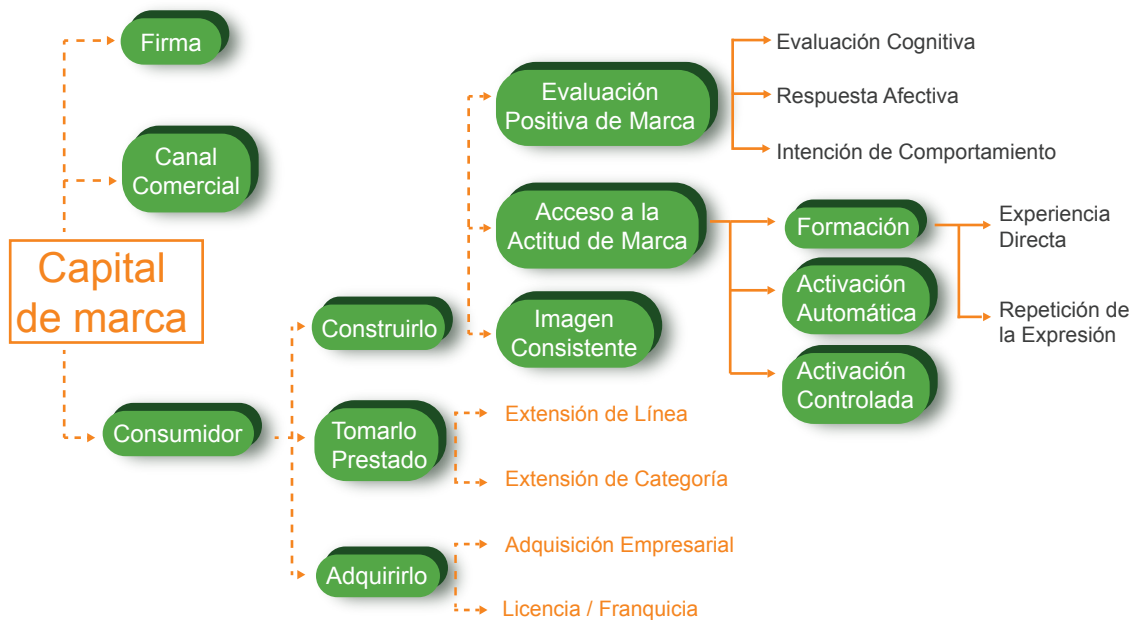 Firma
Canal
Comercial
Capital
de marca
Consumidor
Construirlo
Tomarlo
Prestado
Adquirirlo
Evaluación
Positiva de Marca
Acceso a la
Actitud de Marca
Imagen
Consistente
Extensión de Línea
Extensión de Categoría
Adquisición Empresarial
Licencia / Franquicia
Evaluación Cognitiva
Respuesta Afectiva
Intención de Comportamiento
Formación
Activación
Automática
Activación
Controlada
Experiencia
Directa
Repetición de
la Expresión